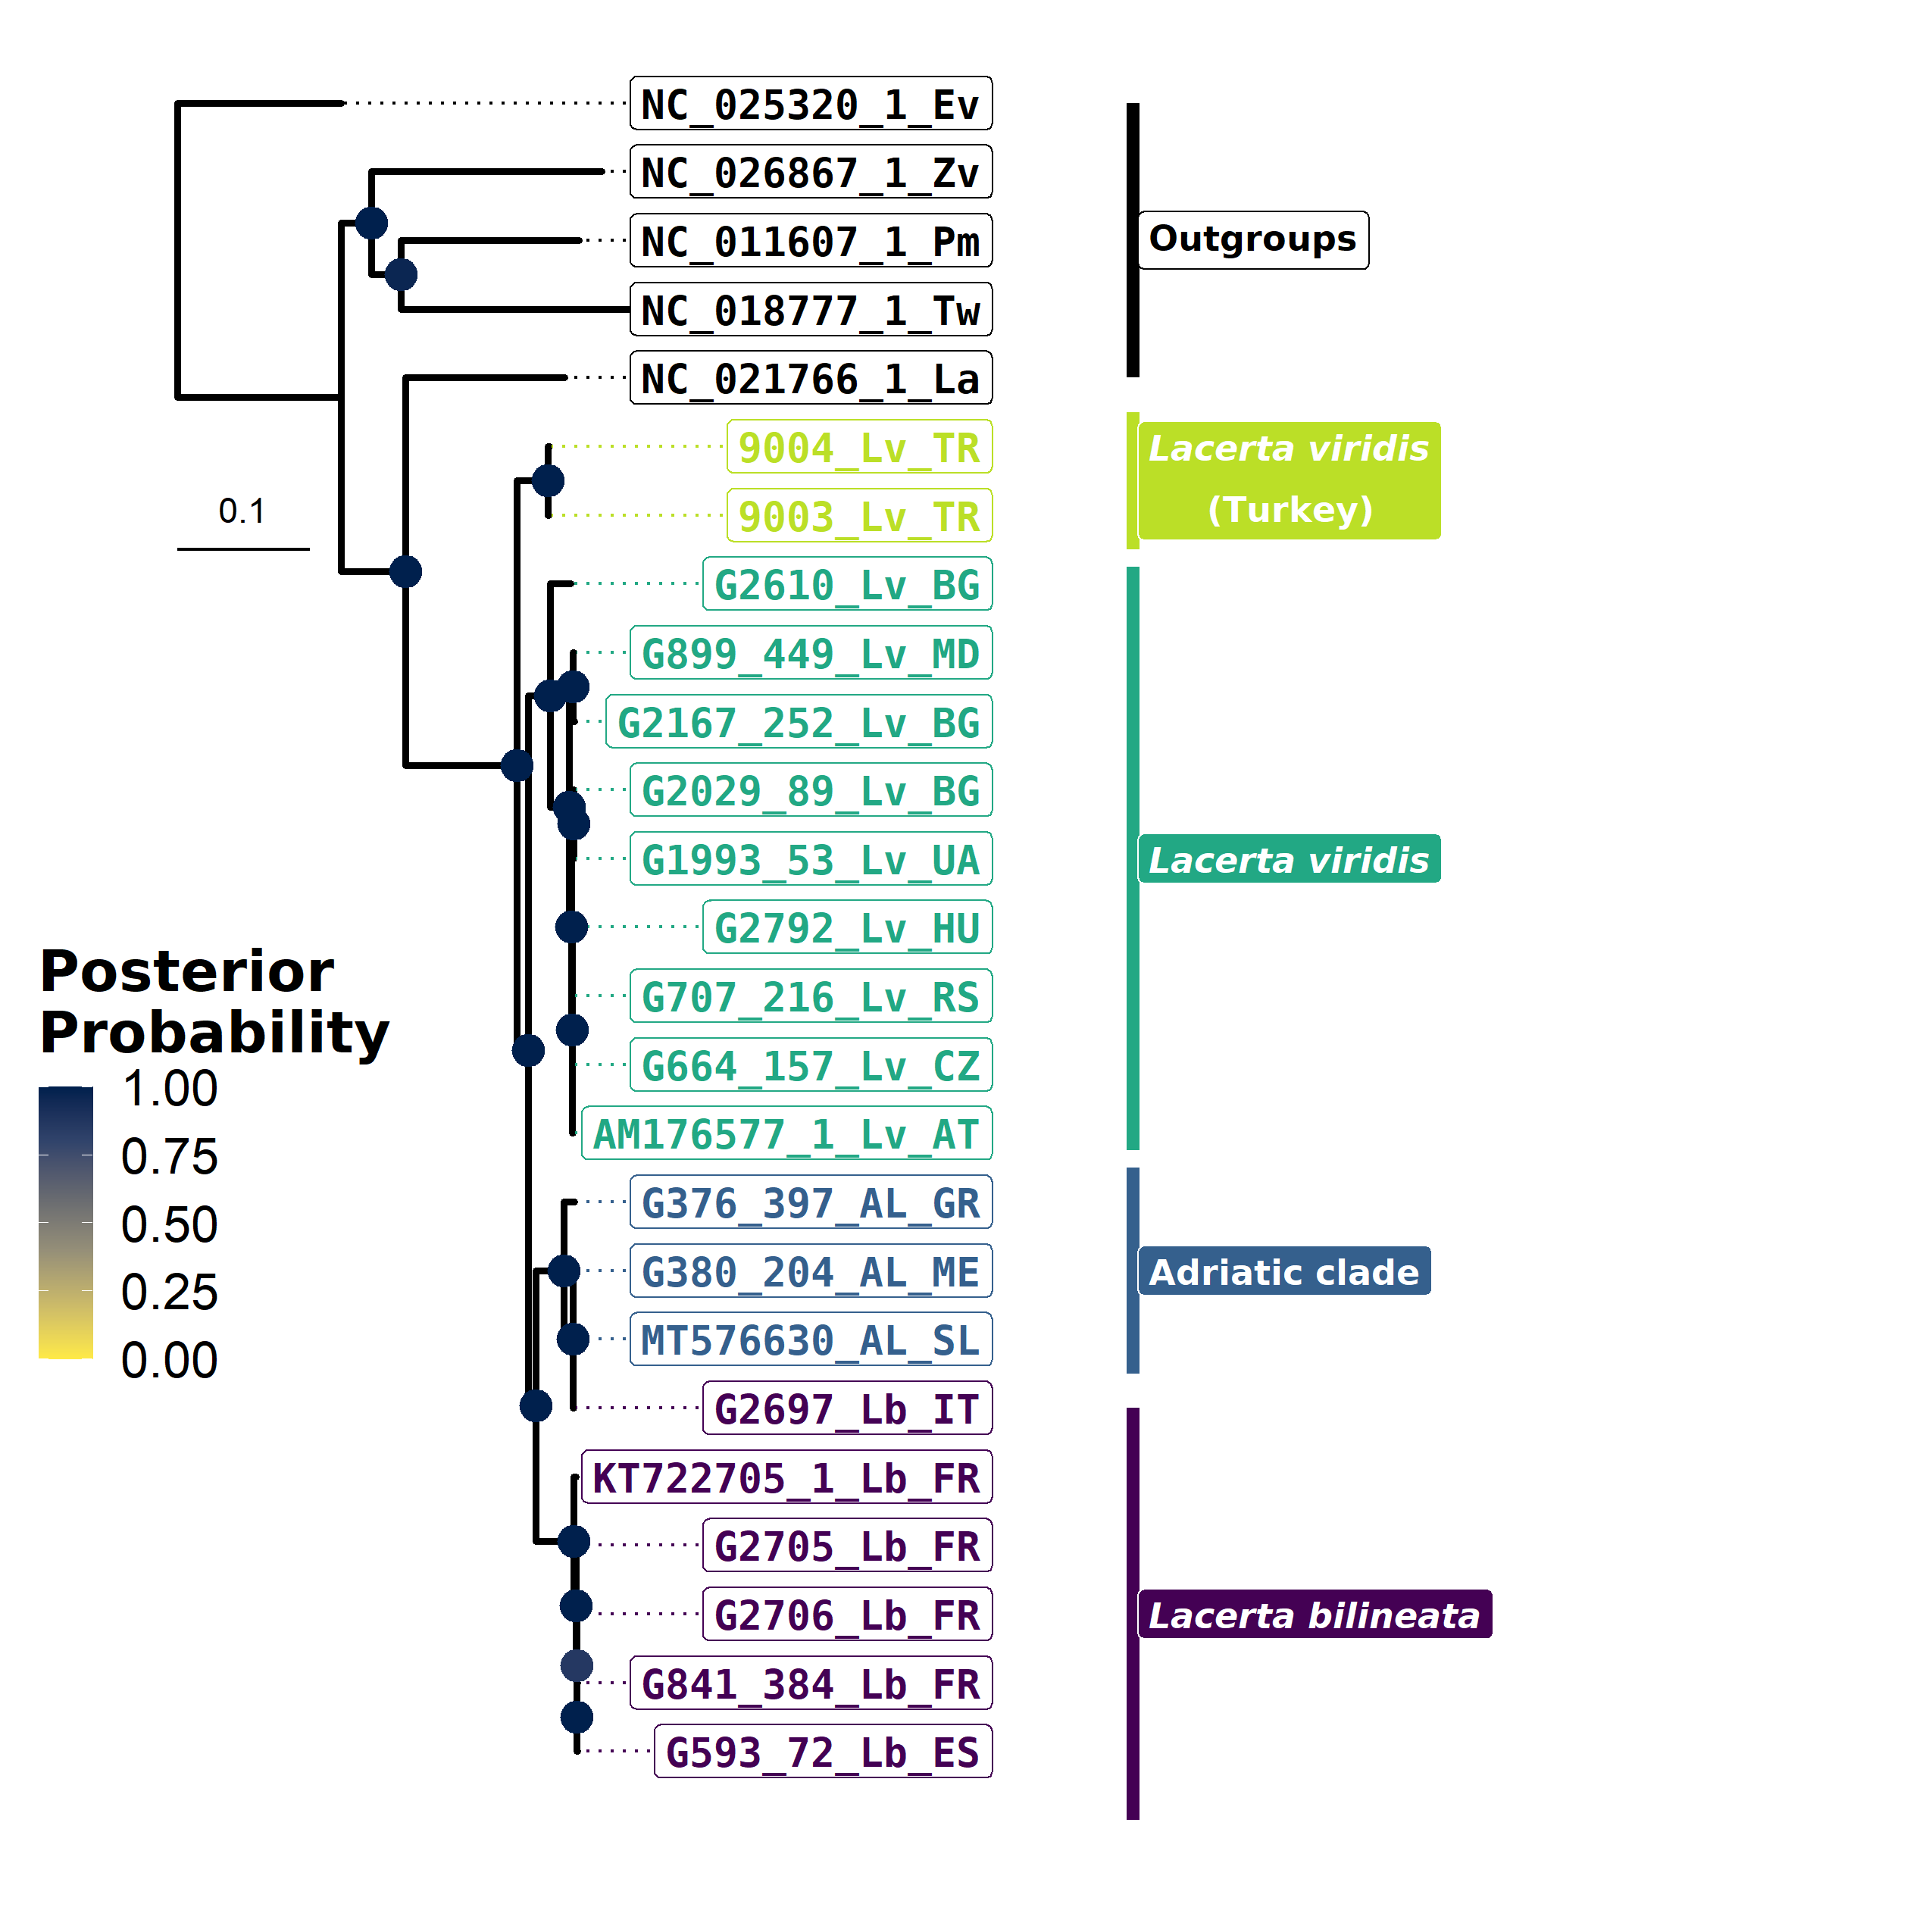 NC_025320_1_Ev
NC_026867_1_Zv
NC_011607_1_Pm
NC_018777_1_Tw
NC_021766_1_La
9004_Lv_TR
9003_Lv_TR
G2610_Lv_BG
G899_449_Lv_MD
G2167_252_Lv_BG
G2029_89_Lv_BG
G1993_53_Lv_UA
G2792_Lv_HU
G707_216_Lv_RS
G664_157_Lv_CZ
AM176577_1_Lv_AT
G376_397_AL_GR
G380_204_AL_ME
MT576630_AL_SL
G2697_Lb_IT
KT722705_1_Lb_FR
G2705_Lb_FR
G2706_Lb_FR
G841_384_Lb_FR
G593_72_Lb_ES
Outgroups
Lacerta viridis
(Turkey)
Lacerta viridis
Adriatic clade
Lacerta bilineata
0.1
Posterior
Probability
1.00
0.75
0.50
0.25
0.00